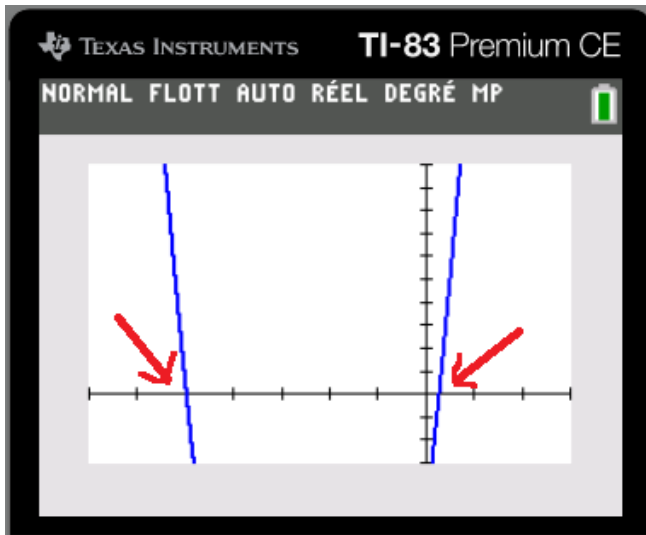 TEXAS INSTRUMENTS TI-83 Premium CE
NORMAL FLOTT AUTO RÉEL DEGRÉ MP